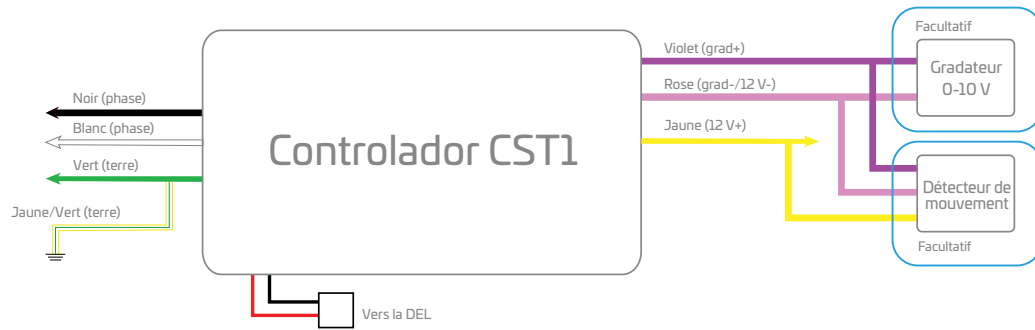 Noir (phase)
Blanc (phase)
Vert (terre)
Jaune/Vert (terre)
Controlador CST1
Vers la DEL
Violet (grad+)
Rose (grad-/12 V-)
Jaune (12 V+)
Facultatif
Gradateur
0-10 V
Détecteur de
mouvement
Facultatif